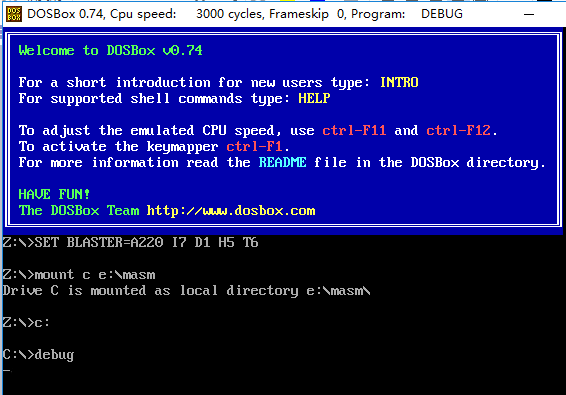 DOSBox 0.74, Cpu speed: 3000 cycles, Frameskip 0, Program: DEBUG
Welcome to DOSBox v0.74
For a short introduction for new users type: INTRO
For supported shell commands type: HELP
To adjust the emulated CPU speed, use ctrl-F11 and ctrl-F12.
To activate the keymapper ctrl-F1.
For more information read the README file in the DOSBox directory.
HAVE FUN!
The DOSBox Team http://www.dosbox.com
Z:\>SET BLASTER=A220 I7 D1 H5 T6
Z:\>mount c e:\masm
Drive C is mounted as local directory e:\masm\
Z:\>c:
C:\>debug